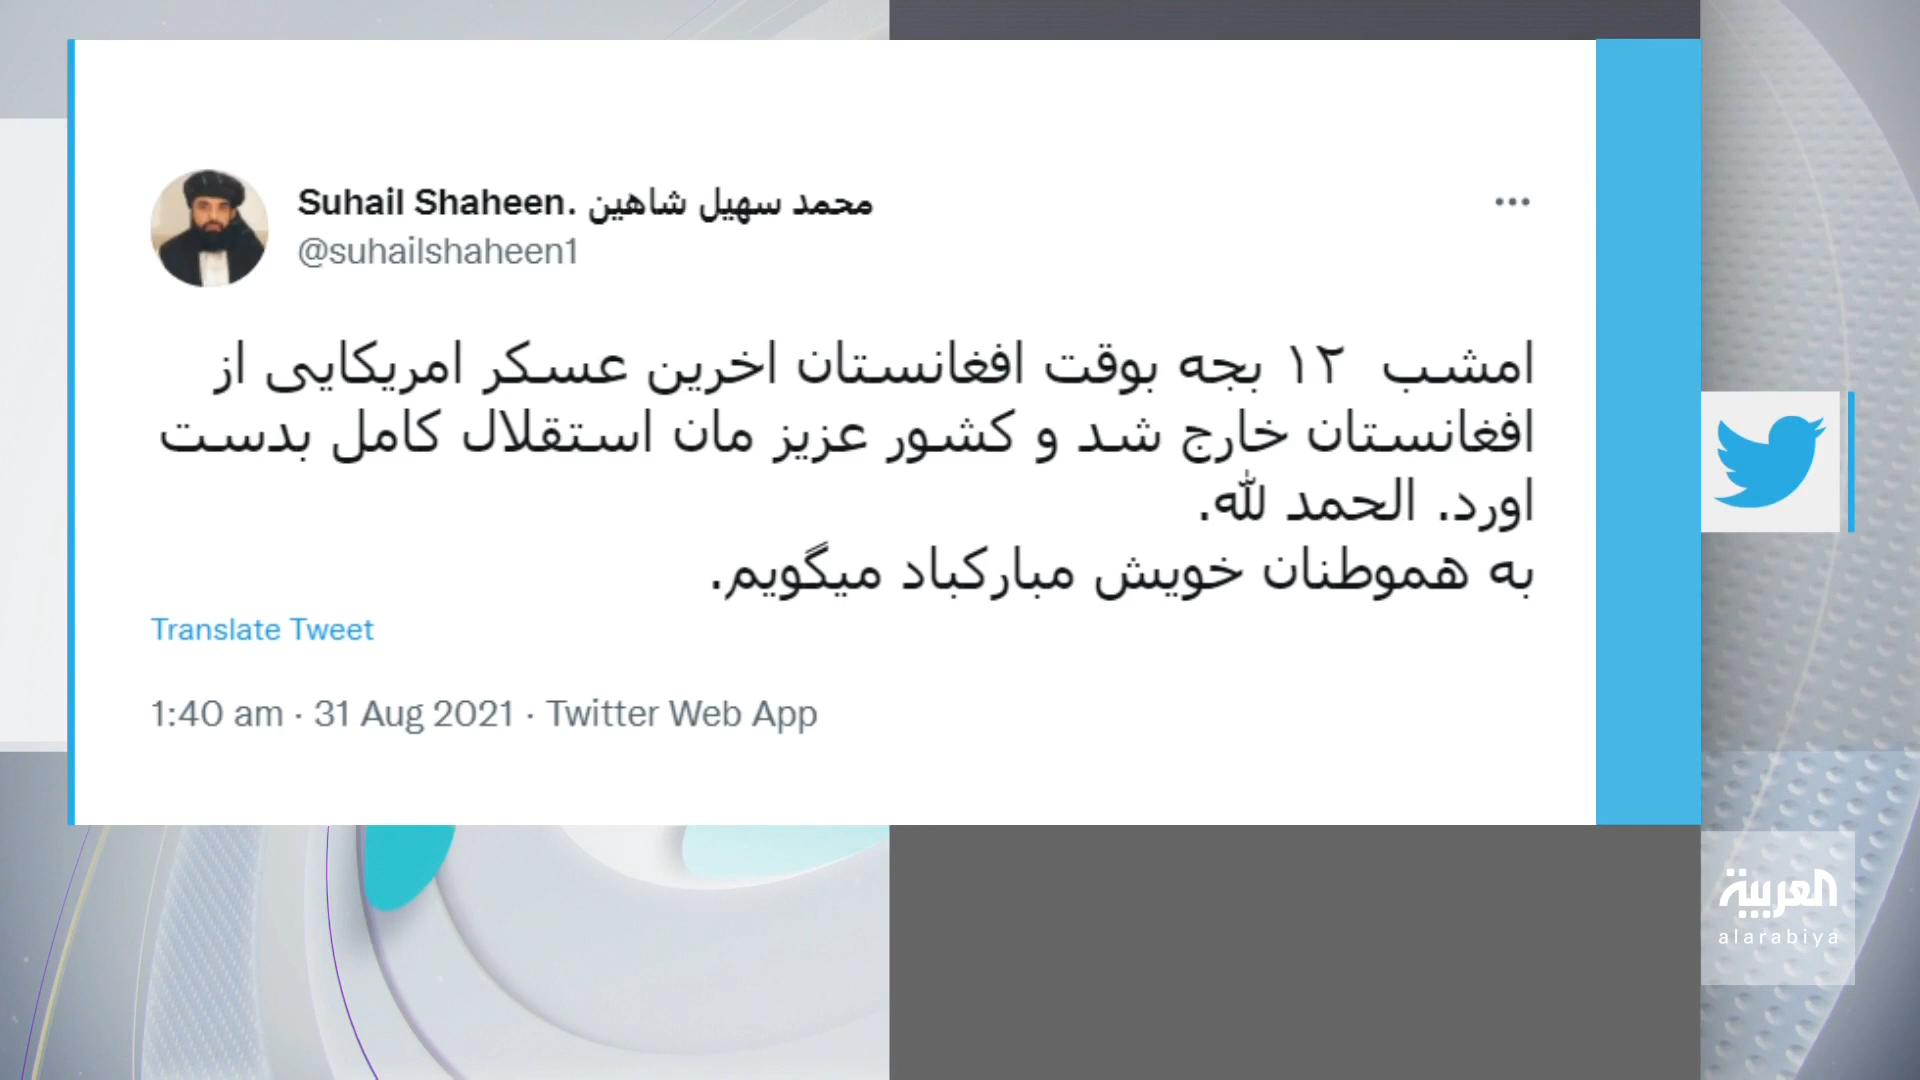 Suhail Shaheen. محمد سهیل شاهین
@suhailshaheen1
امشب ۱۲ بجه بوقت افغانستان اخرین عسکر امریکایی از
افغانستان خارج شد و کشور عزیز مان استقلال کامل بدست
اورد. الحمد لله.
به هموطنان خویش مبارکباد میگویم.
Translate Tweet
1:40 am · 31 Aug 2021 · Twitter Web App
العربية
alarabiya